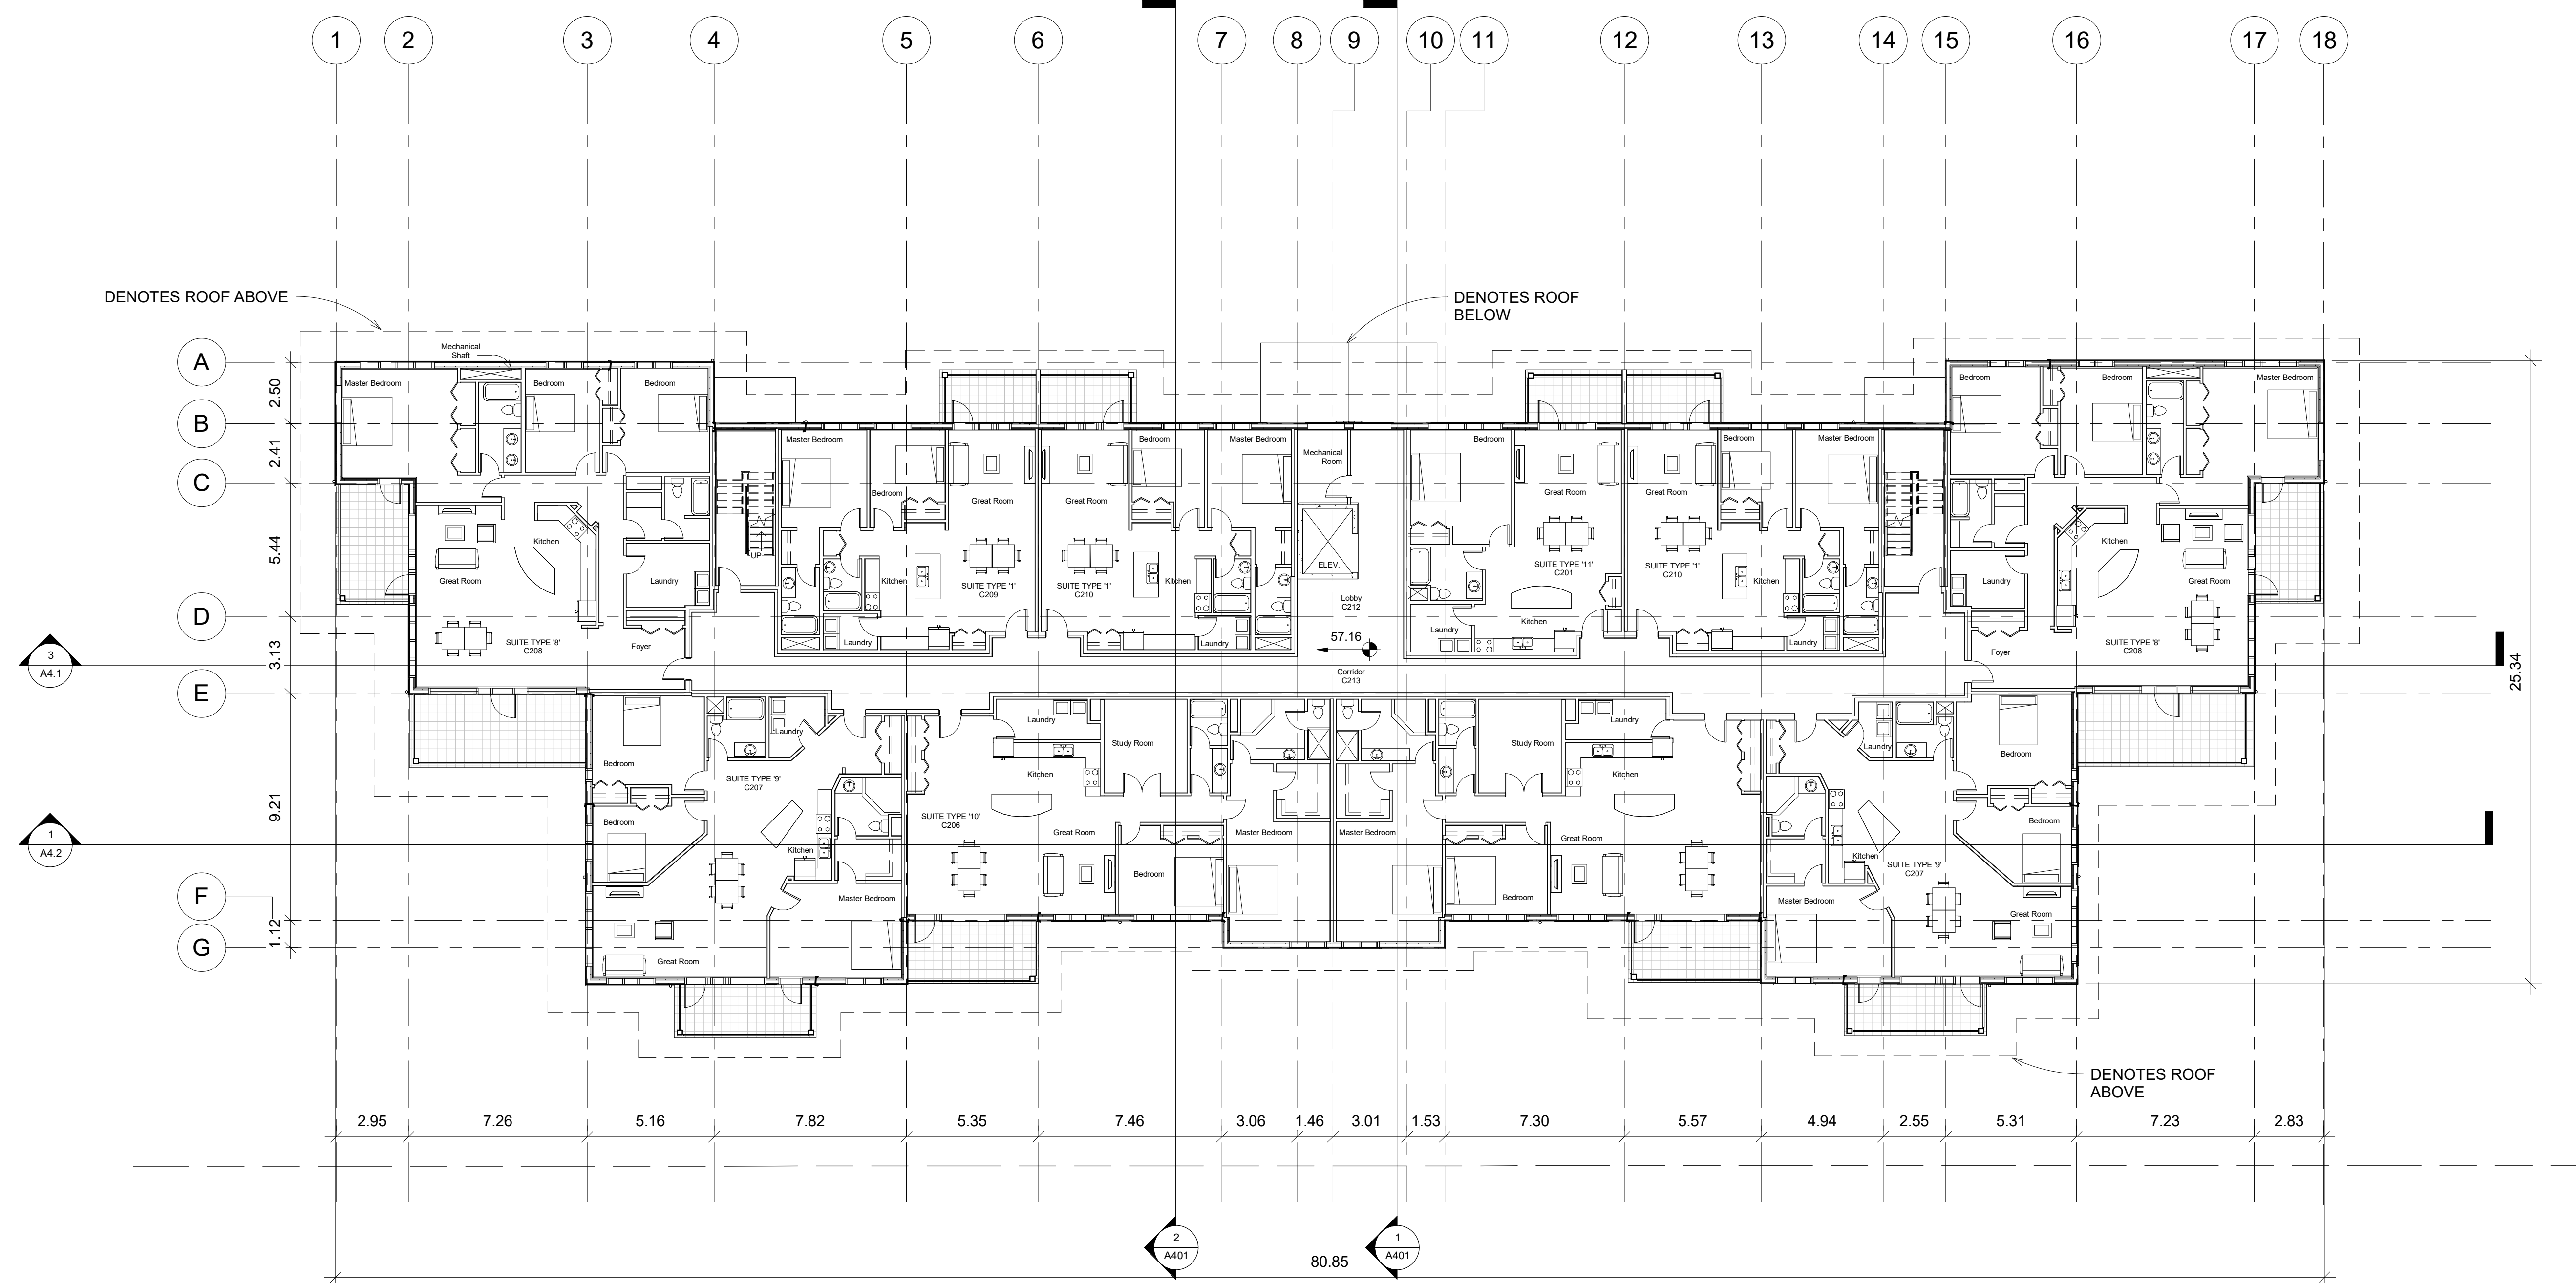 1 2 3 4 5 6 7 8 9 10 11 12 13 14 15 16 17 18
DENOTES ROOF ABOVE
DENOTES ROOF
BELOW
A
B
C
D
E
F
G
2.50
2.41
5.44
3.13
9.21
1.12
25.34
3
A4.1
1
A4.2
Mechanical
Shaft
Master Bedroom
Bedroom
Bedroom
Kitchen
Great Room
Laundry
SUITE TYPE '8'
C208
Foyer
UP
Master Bedroom
Bedroom
Great Room
Kitchen
SUITE TYPE '1'
C209
Laundry
Great Room
Bedroom
Master Bedroom
SUITE TYPE '1'
C210
Kitchen
Laundry
Mechanical
Room
ELEV.
Lobby
C212
57.16
Corridor
C213
Bedroom
Great Room
SUITE TYPE '11'
C201
Kitchen
Laundry
Great Room
Bedroom
Master Bedroom
SUITE TYPE '1'
C210
Kitchen
Laundry
Bedroom
Bedroom
Master Bedroom
Kitchen
Great Room
Laundry
SUITE TYPE '8'
C208
Foyer
Bedroom
Laundry
SUITE TYPE '9'
C207
Bedroom
Kitchen
Master Bedroom
Great Room
Laundry
Study Room
Kitchen
SUITE TYPE '10'
C206
Great Room
Bedroom
Master Bedroom
Master Bedroom
Study Room
Laundry
Kitchen
Great Room
Bedroom
Laundry
Bedroom
Bedroom
Kitchen
SUITE TYPE '9'
C207
Master Bedroom
Great Room
DENOTES ROOF
ABOVE
2.95 7.26 5.16 7.82 5.35 7.46 3.06 1.46 3.01 1.53 7.30 5.57 4.94 2.55 5.31 7.23 2.83
2
A401
1
A401
80.85